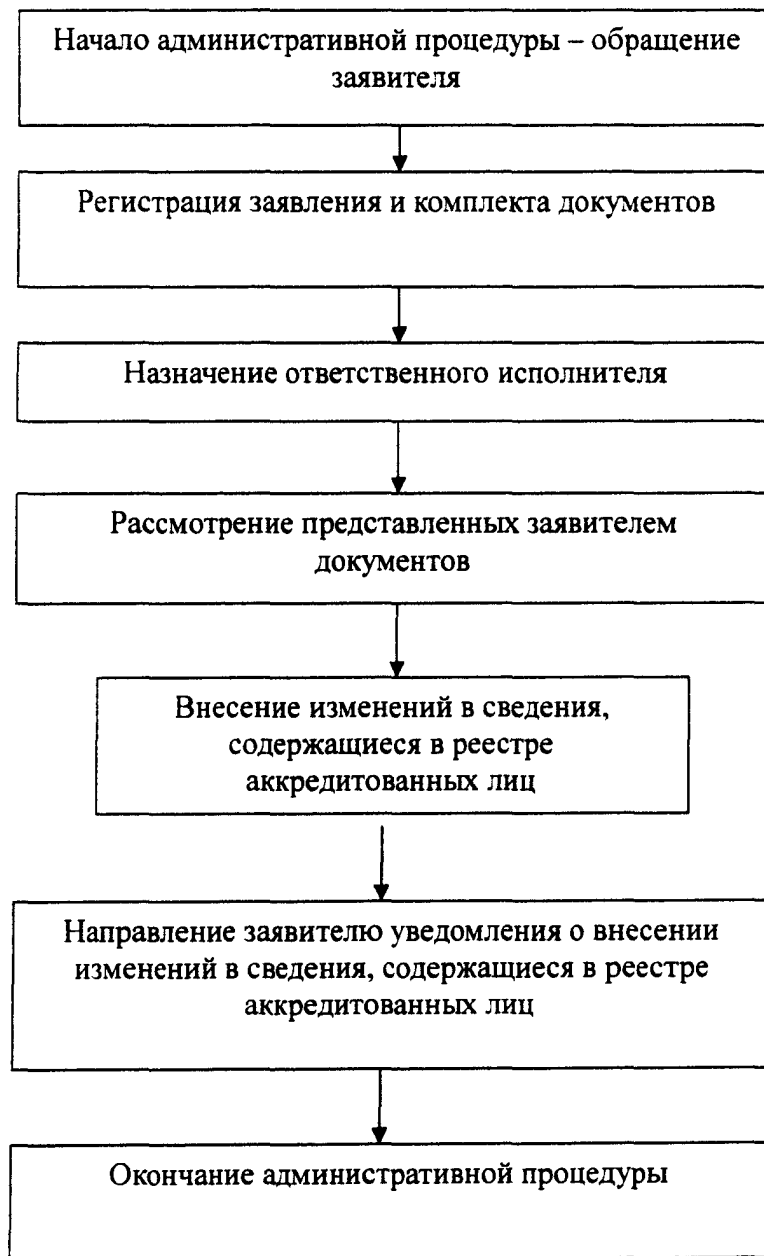 Начало административной процедуры – обращение
заявителя
Регистрация заявления и комплекта документов
Назначение ответственного исполнителя
Рассмотрение представленных заявителем
документов
Внесение изменений в сведения,
содержащиеся в реестре
аккредитованных лиц
Направление заявителю уведомления о внесении
изменений в сведения, содержащиеся в реестре
аккредитованных лиц
Окончание административной процедуры